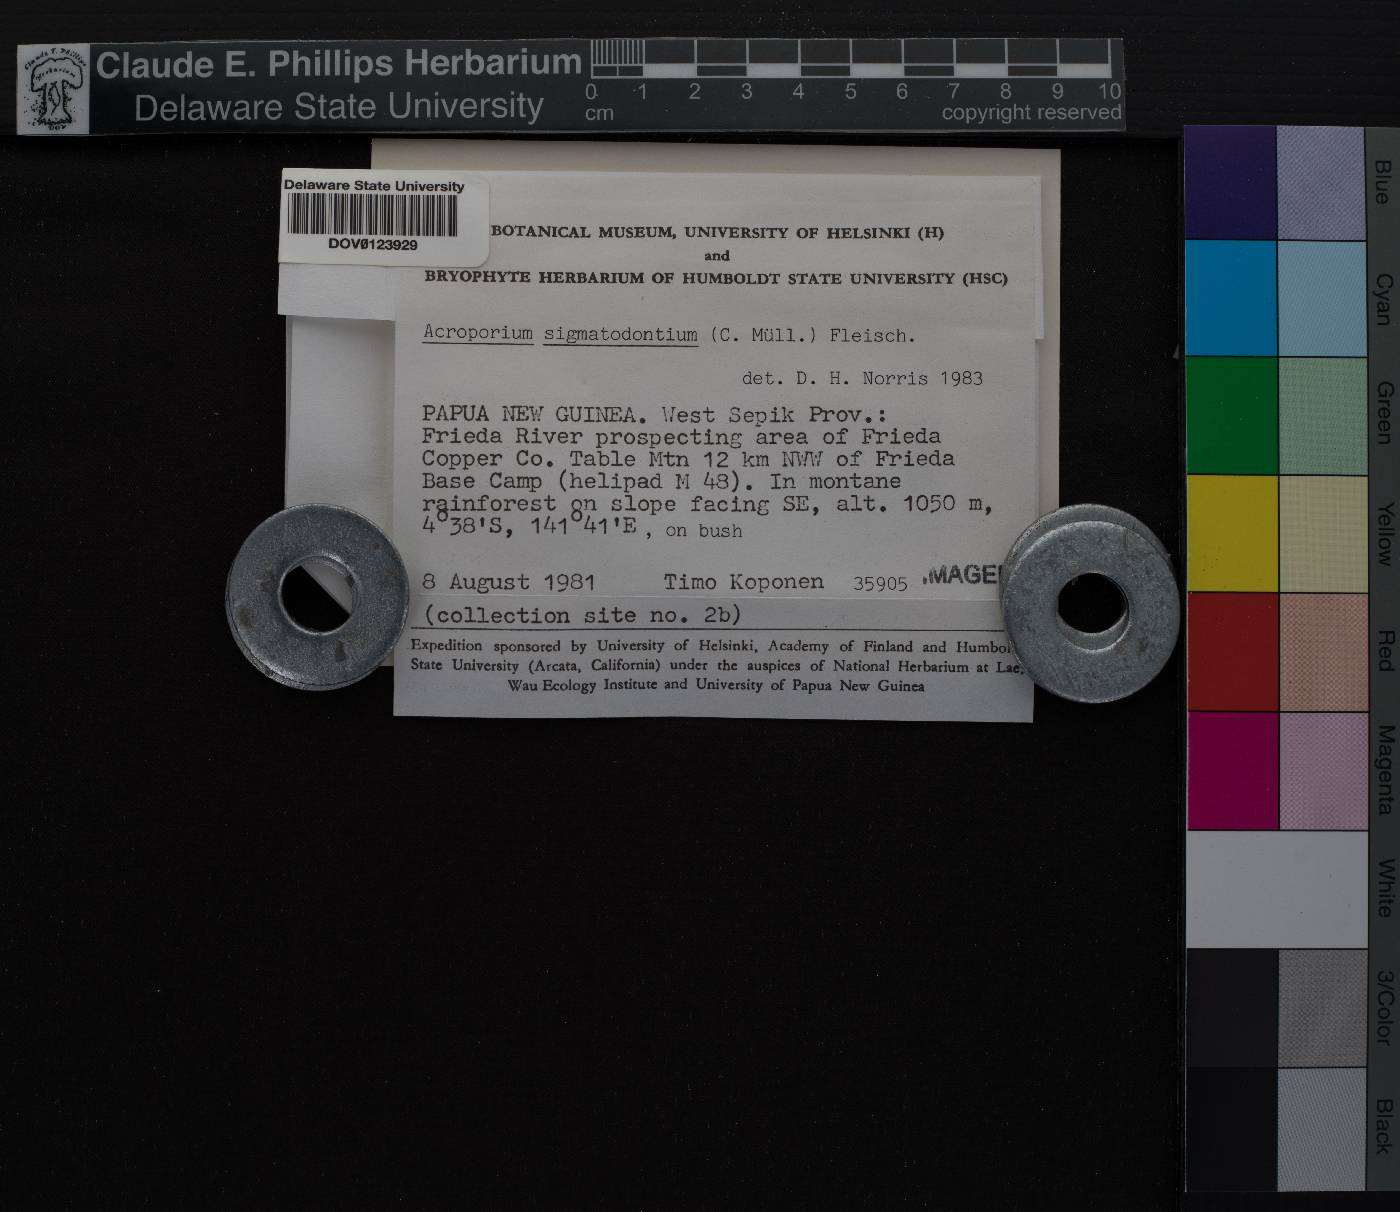 Claude E. Phillips Herbarium
Delaware State University
0 1 2 3 4 5 6 7 8 9 10
cm
copyright reserved
Delaware State University
DOV0123929
BOTANICAL MUSEUM, UNIVERSITY OF HELSINKI (H)
and
BRYOPHYTE HERBARIUM OF HUMBOLDT STATE UNIVERSITY (HSC)
Acroporium sigmatodontium (C. Müll.) Fleisch.
det. D. H. Norris 1983
PAPUA NEW GUINEA. West Sepik Prov.:
Frieda River prospecting area of Frieda
Copper Co. Table Mtn 12 km NWW of Frieda
Base Camp (helipad M 48). In montane
rainforest on slope facing SE, alt. 1050 m,
4°38'S, 141°41'E, on bush
8 August 1981 Timo Koponen 35905
(collection site no. 2b)
Expedition sponsored by University of Helsinki, Academy of Finland and
State University (Arcata, California) under the auspices of National Herbarium at Lae,
Wau Ecology Institute and University of Papua New Guinea
Blue
Cyan
Green
Yellow
Red
Magenta
White
3/Color
Black